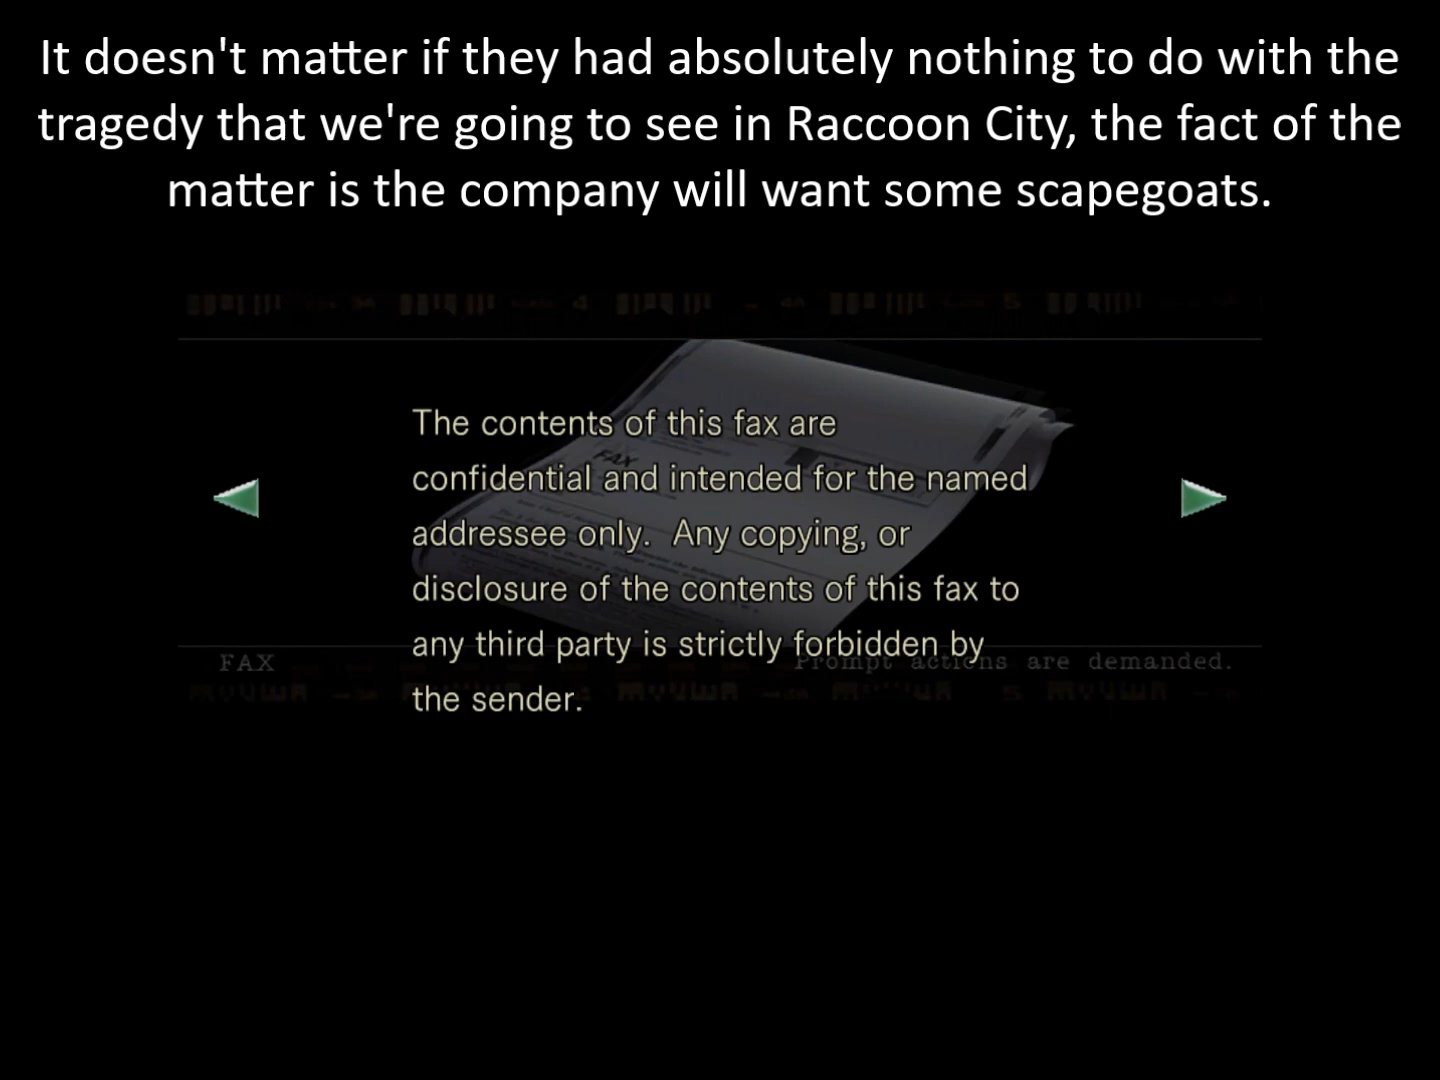 It doesn't matter if they had absolutely nothing to do with the
tragedy that we're going to see in Raccoon City, the fact of the
matter is the company will want some scapegoats.
The contents of this fax are
FAX
confidential and intended for the named
addressee only. Any copying, or
disclosure of the contents of this fax to
any third party is strictly forbidden by
FAX
Prompt actions are demanded.
the sender.